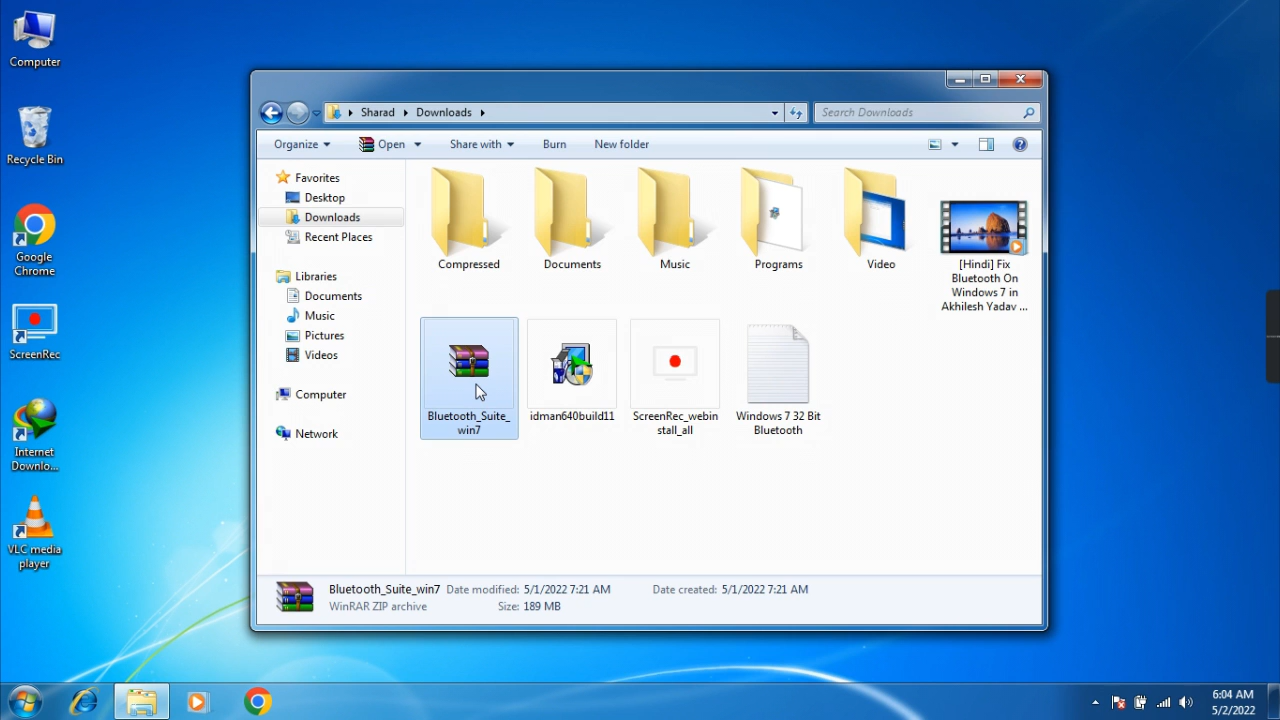 Computer
Recycle Bin
Google
Chrome
ScreenRec
Internet
Downlo...
VLC media
player
Sharad
Downloads
Search Downloads
Organize
Open
Share with
Burn
New folder
Favorites
Desktop
Downloads
Recent Places
Libraries
Documents
Music
Pictures
Videos
Computer
Network
Compressed
Documents
Music
Programs
Video
[Hindi] Fix
Bluetooth On
Windows 7 in
Akhilesh Yadav ...
Bluetooth_Suite_
win7
idman640build11
ScreenRec_webin
stall_all
Windows 7 32 Bit
Bluetooth
Bluetooth_Suite_win7 Date modified: 5/1/2022 7:21 AM Date created: 5/1/2022 7:21 AM
WinRAR ZIP archive Size: 189 MB
6:04 AM
5/2/2022